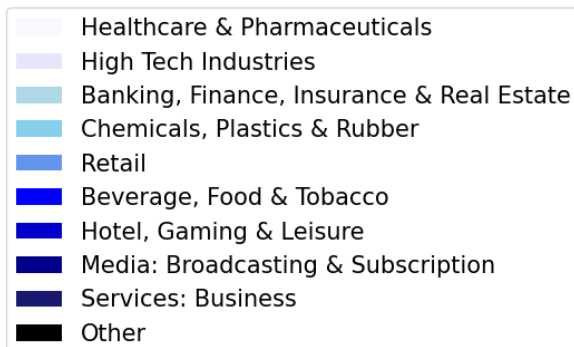 Healthcare & Pharmaceuticals
High Tech Industries
Banking, Finance, Insurance & Real Estate
Chemicals, Plastics & Rubber
Retail
Beverage, Food & Tobacco
Hotel, Gaming & Leisure
Media: Broadcasting & Subscription
Services: Business
Other